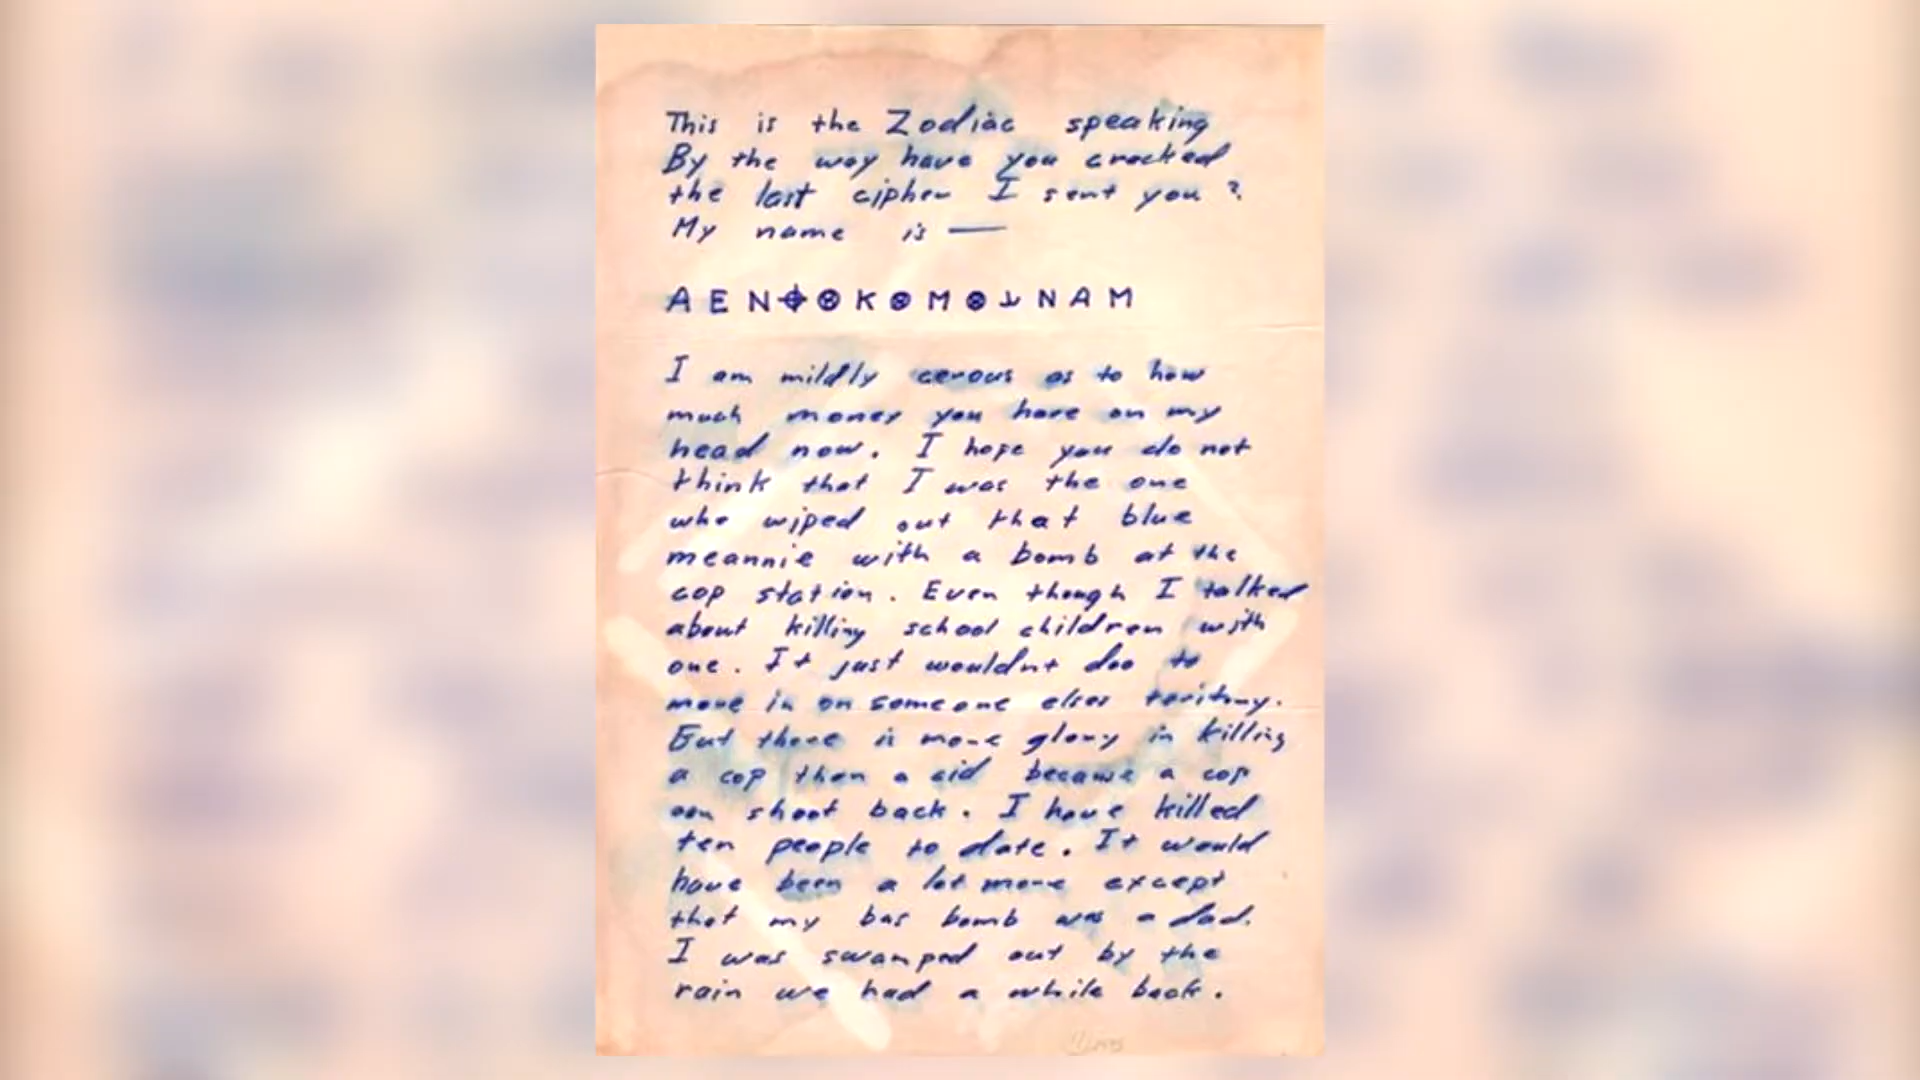 This is the Zodiac speaking
By the way have you cracked
the last cipher I sent you?
My name is —
A E N ⌖ ⊗ K ⊗ M ⊗ N A M
I am mildly cerous as to how
much money you have on my
head now. I hope you do not
think that I was the one
who wiped out that blue
meannie with a bomb at the
cop station. Even though I talked
about killing school children with
one. It just wouldnt doo to
move in on someone elses teritory.
But there is more glory in killing
a cop than a cid because a cop
can shoot back. I have killed
ten people to date. It would
have been a lot more except
that my bus bomb was a dud.
I was swamped out by the
rain we had a while back.